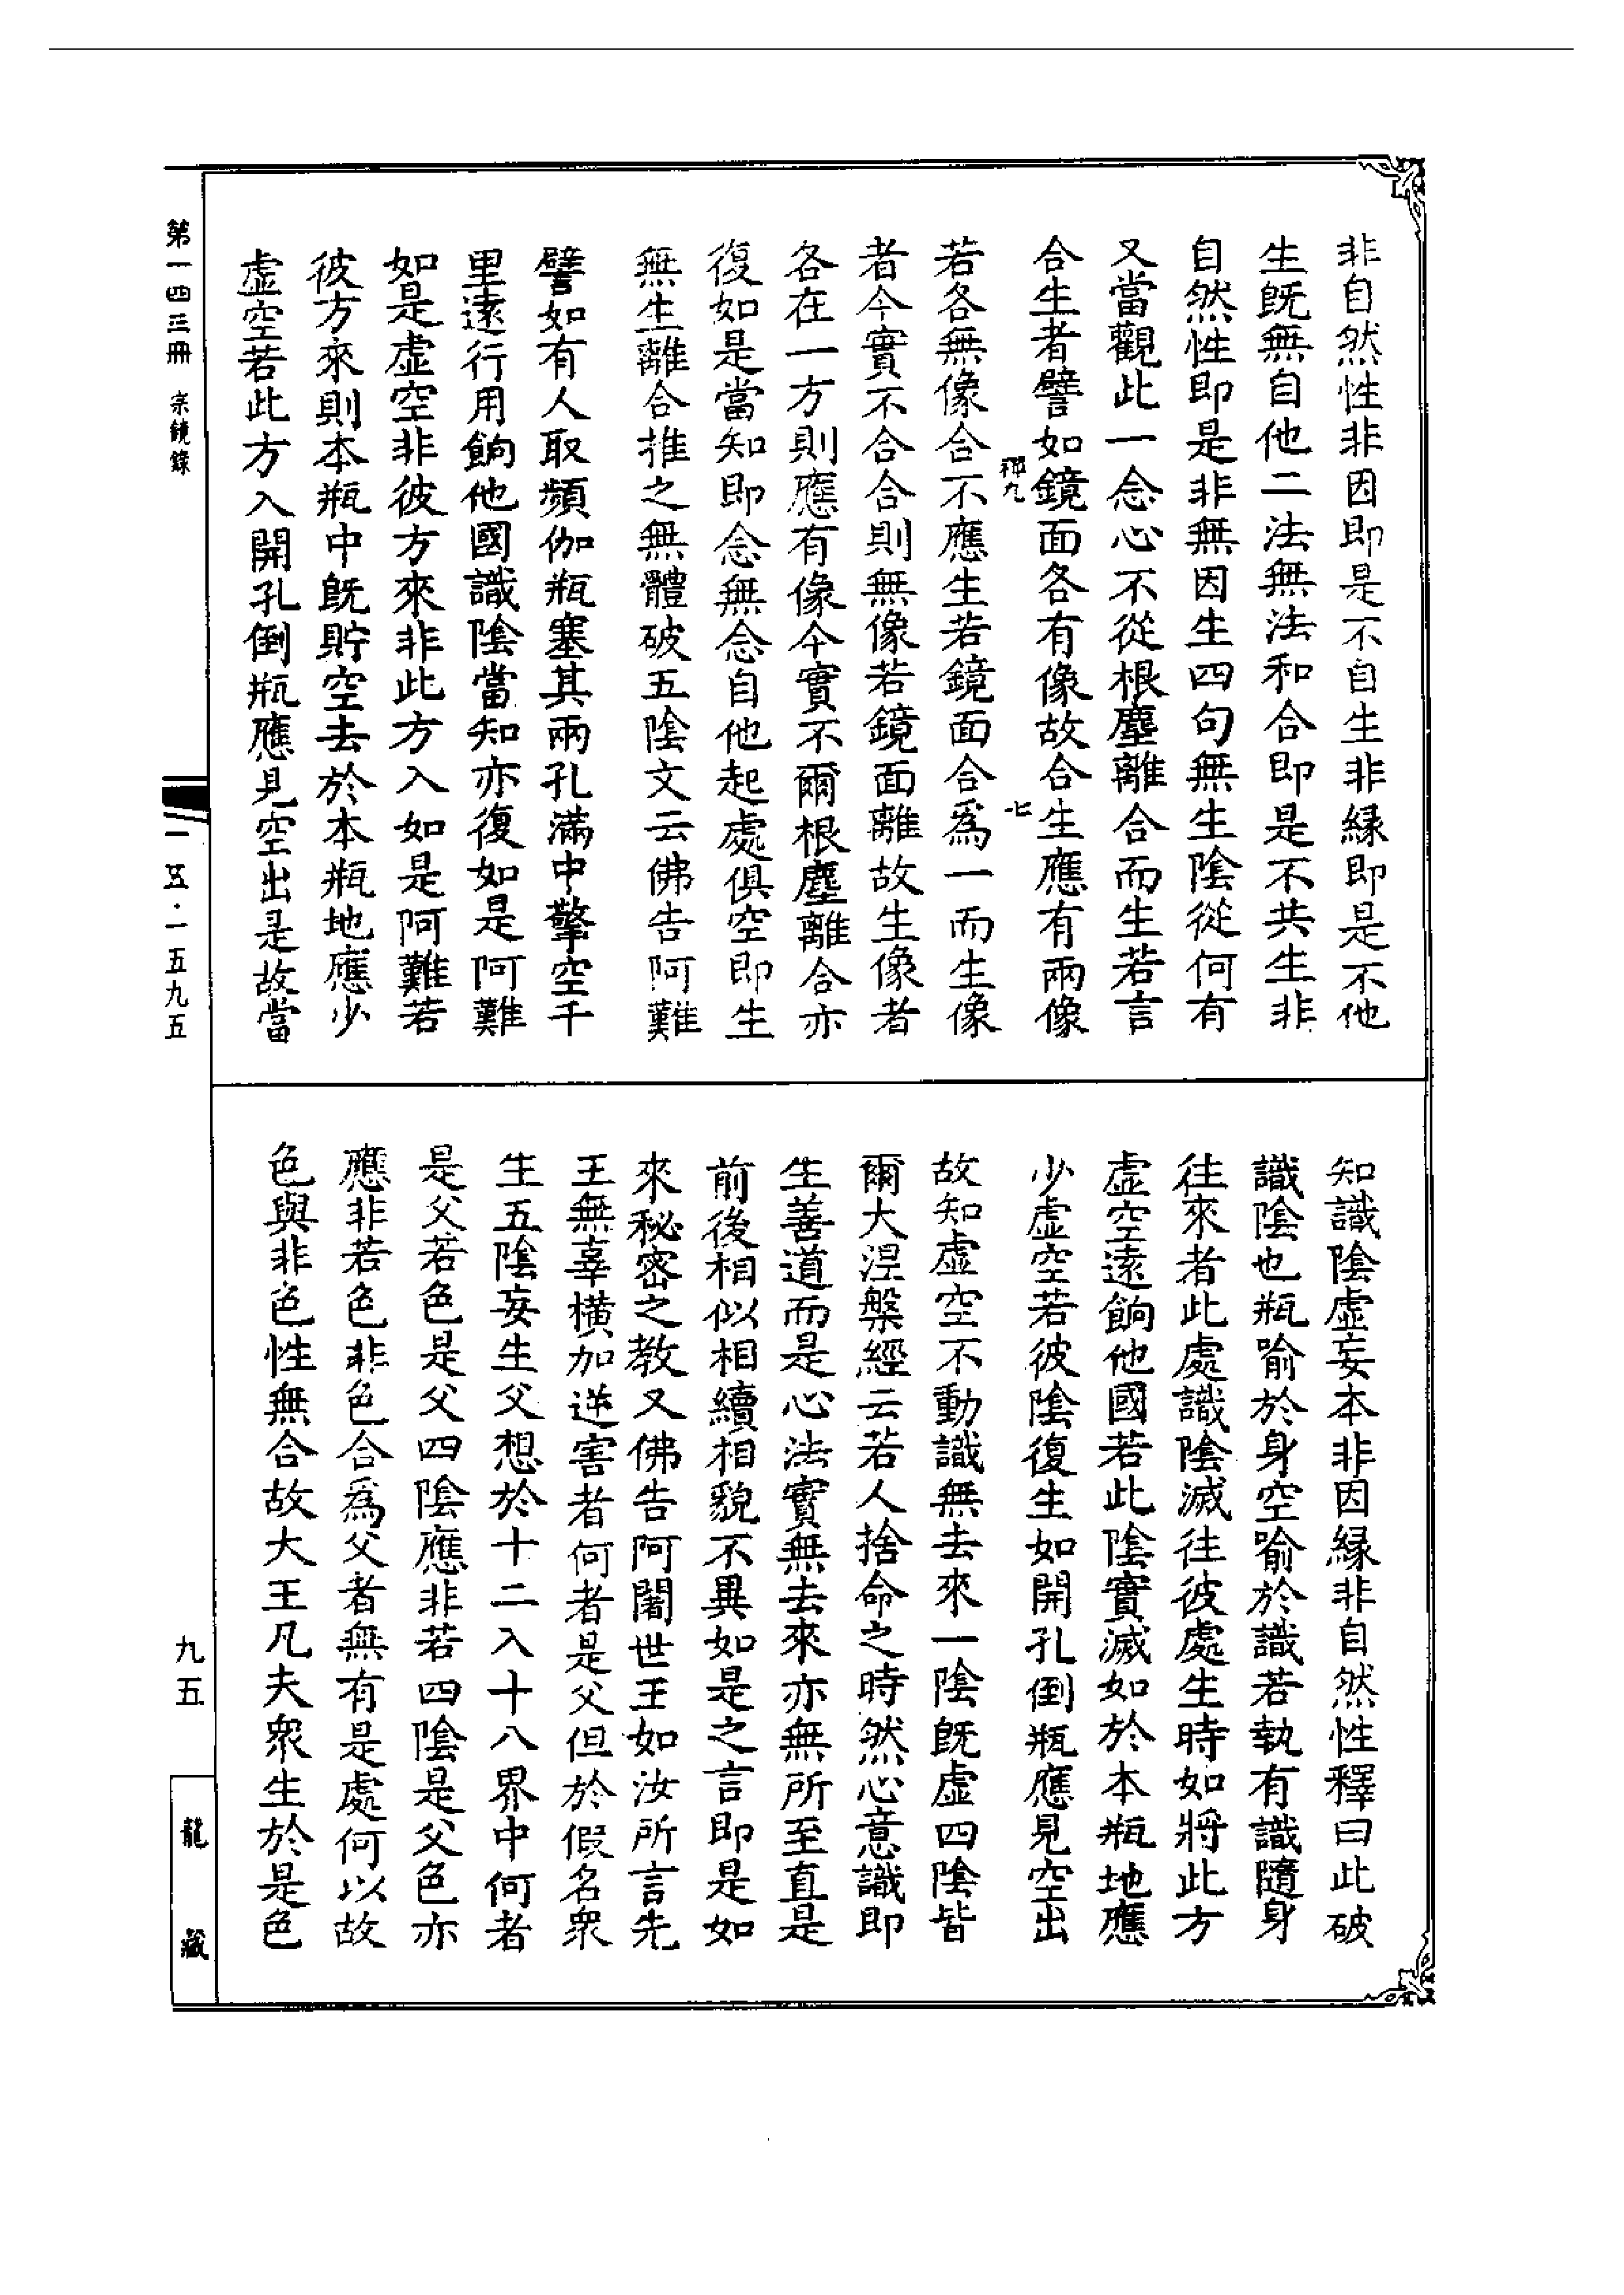 非自然性非因即是不自生非緣即是不他
生旣無自他二法無法和合即是不共生非
自然性即是非無因生四句無生陰從何有
又當觀此一念心不從根塵離合而生若言
合生者譬如鏡面各有像故合生應有兩像
禪九
七
若各無像合不應生若鏡面合爲一而生像
者今實不合合則無像若鏡面離故生像者
各在一方則應有像今實不爾根塵離合亦
復如是當知即念無念自他起處俱空即生
無生離合推之無體破五陰文云佛告阿難
譬如有人取頻伽瓶塞其兩孔滿中擎空千
里遠行用餉他國識陰當知亦復如是阿難
如是虛空非彼方來非此方入如是阿難若
彼方來則本瓶中旣貯空去於本瓶地應少
虛空若此方入開孔倒瓶應見空出是故當
知識陰虛妄本非因緣非自然性釋曰此破
識陰也瓶喻於身空喻於識若執有識隨身
往來者此處識陰滅往彼處生時如將此方
虛空遠餉他國若此陰實滅如於本瓶地應
少虛空若彼陰復生如開孔倒瓶應見空出
故知虛空不動識無去來一陰旣虛四陰皆
爾大涅槃經云若人捨命之時然心意識即
生善道而是心法實無去來亦無所至直是
前後相似相續相貌不異如是之言即是如
來秘密之教又佛告阿闍世王如汝所言先
王無辜橫加逆害者何者是父但於假名衆
生五陰妄生父想於十二入十八界中何者
是父若色是父四陰應非若四陰是父色亦
應非若色非色合爲父者無有是處何以故
色與非色性無合故大王凡夫衆生於是色
第一四三冊 宗鏡錄
一五·一五九五
九五
龍藏